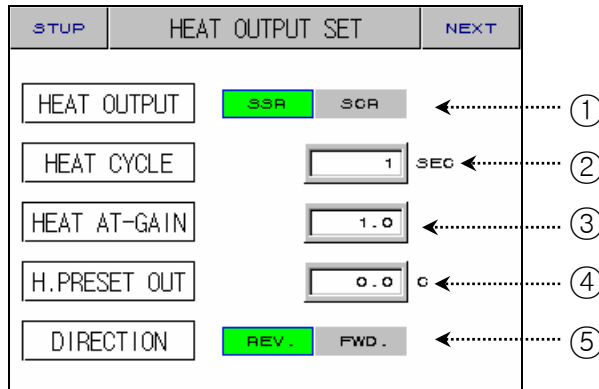 STUP HEAT OUTPUT SET NEXT
HEAT OUTPUT SSR SCR ①
HEAT CYCLE 1 SEC ②
HEAT AT-GAIN 1.0 ③
H.PRESET OUT 0.0 C ④
DIRECTION REV. FWD. ⑤